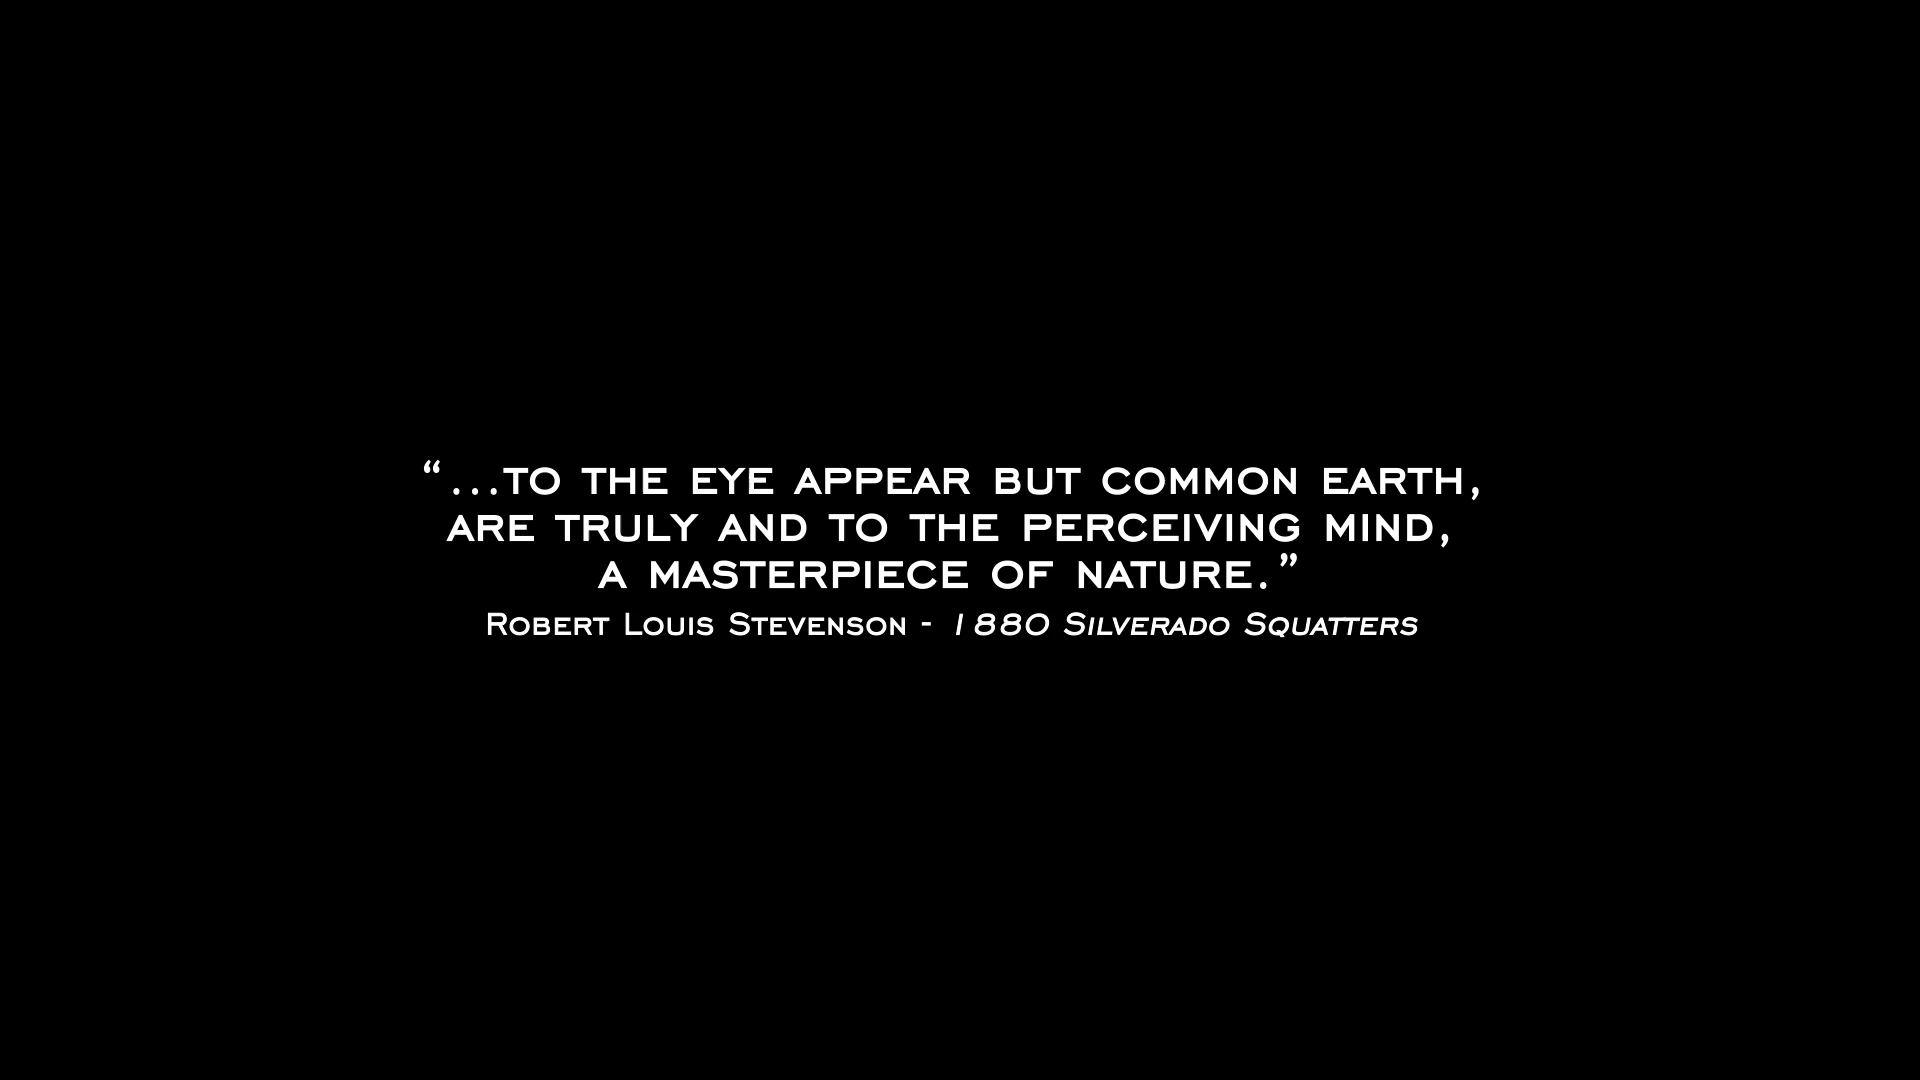 “...TO THE EYE APPEAR BUT COMMON EARTH,
ARE TRULY AND TO THE PERCEIVING MIND,
A MASTERPIECE OF NATURE.”
ROBERT LOUIS STEVENSON - 1880 SILVERADO SQUATTERS